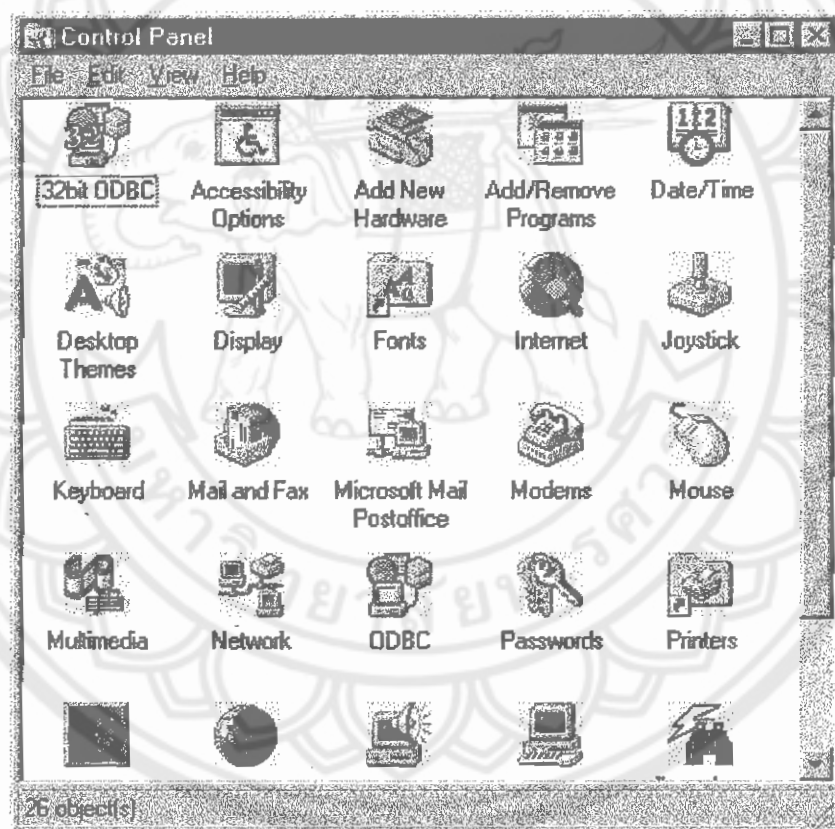 Control Panel
File Edit View Help
32bit ODBC
Accessibility
Options
Add New
Hardware
Add/Remove
Programs
Date/Time
Desktop
Themes
Display
Fonts
Internet
Joystick
Keyboard
Mail and Fax
Microsoft Mail
Postoffice
Modems
Mouse
Multimedia
Network
ODBC
Passwords
Printers
26 object(s)